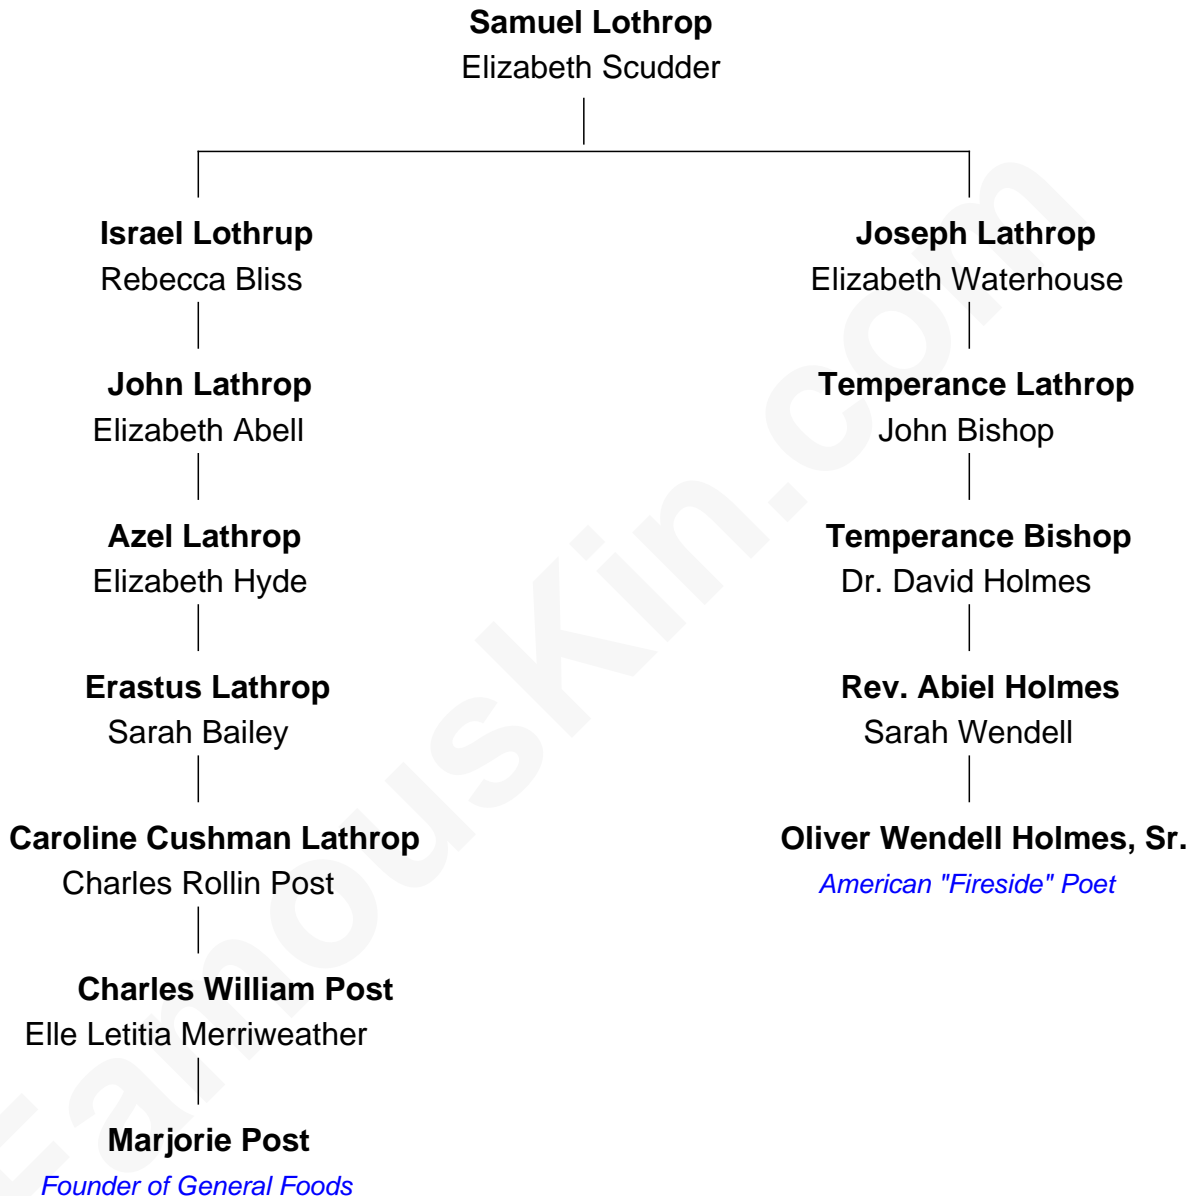 Samuel Lothrop
Elizabeth Scudder
Israel Lothrup
Rebecca Bliss
Joseph Lathrop
Elizabeth Waterhouse
John Lathrop
Elizabeth Abell
Temperance Lathrop
John Bishop
Azel Lathrop
Elizabeth Hyde
Temperance Bishop
Dr. David Holmes
Erastus Lathrop
Sarah Bailey
Rev. Abiel Holmes
Sarah Wendell
Caroline Cushman Lathrop
Charles Rollin Post
Oliver Wendell Holmes, Sr.
American "Fireside" Poet
Charles William Post
Elle Letitia Merriweather
Marjorie Post
Founder of General Foods
FamousKin.com